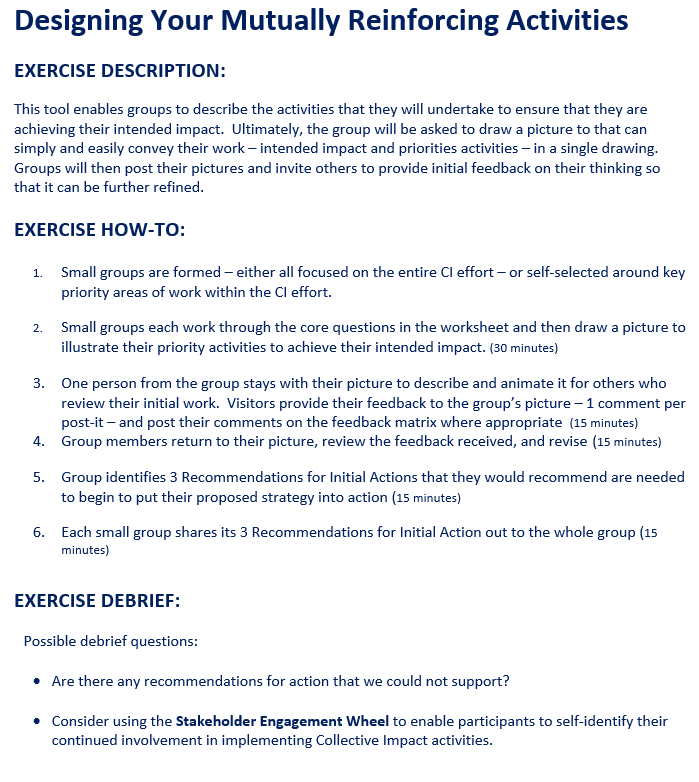 Designing Your Mutually Reinforcing Activities
EXERCISE DESCRIPTION:
This tool enables groups to describe the activities that they will undertake to ensure that they are
achieving their intended impact.  Ultimately, the group will be asked to draw a picture to that can
simply and easily convey their work – intended impact and priorities activities – in a single drawing.
Groups will then post their pictures and invite others to provide initial feedback on their thinking so
that it can be further refined.
EXERCISE HOW-TO:
1. Small groups are formed – either all focused on the entire CI effort – or self-selected around key
priority areas of work within the CI effort.
2. Small groups each work through the core questions in the worksheet and then draw a picture to
illustrate their priority activities to achieve their intended impact. (30 minutes)
3. One person from the group stays with their picture to describe and animate it for others who
review their initial work.  Visitors provide their feedback to the group's picture – 1 comment per
post-it – and post their comments on the feedback matrix where appropriate  (15 minutes)
4. Group members return to their picture, review the feedback received, and revise (15 minutes)
5. Group identifies 3 Recommendations for Initial Actions that they would recommend are needed
to begin to put their proposed strategy into action (15 minutes)
6. Each small group shares its 3 Recommendations for Initial Action out to the whole group (15
minutes)
EXERCISE DEBRIEF:
Possible debrief questions:
• Are there any recommendations for action that we could not support?
• Consider using the Stakeholder Engagement Wheel to enable participants to self-identify their
continued involvement in implementing Collective Impact activities.